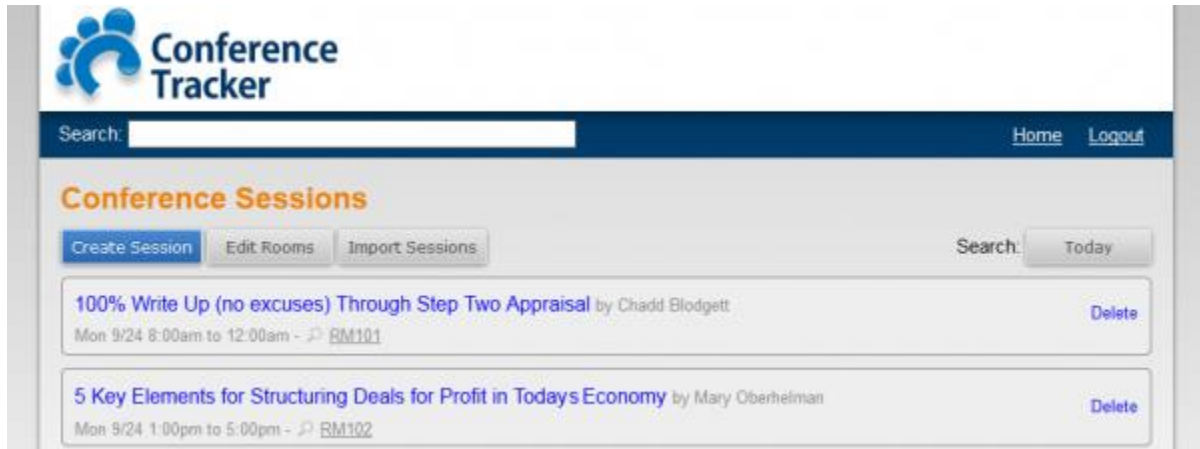 Conference
Tracker
Search:
Home Logout
Conference Sessions
Create Session Edit Rooms Import Sessions Search: Today
100% Write Up (no excuses) Through Step Two Appraisal by Chadd Blodgett Delete
Mon 9/24 8:00am to 12:00am - RM101
5 Key Elements for Structuring Deals for Profit in Todays Economy by Mary Oberhelman Delete
Mon 9/24 1:00pm to 5:00pm - RM102